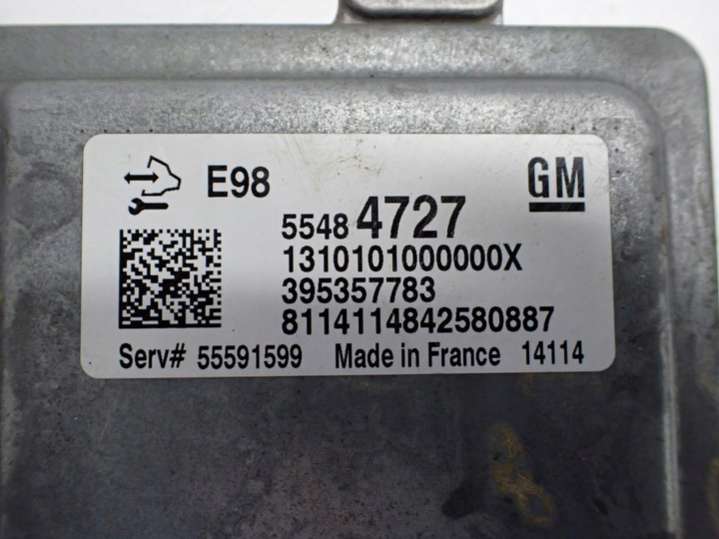 E98
GM
5548 4727
1310101000000X
395357783
8114114842580887
Serv# 55591599 Made in France 14114